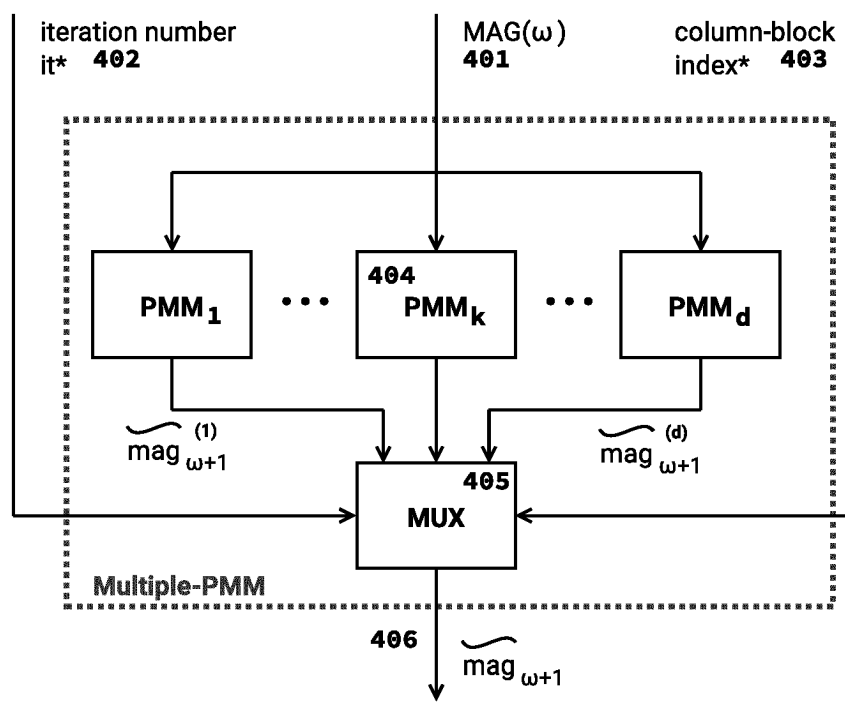 iteration number
it* 402
MAG(ω)
401
column-block
index* 403
PMM1
404
PMMk
PMMd
mag ω+1 (1)
mag ω+1 (d)
405
MUX
Multiple-PMM
406
mag ω+1